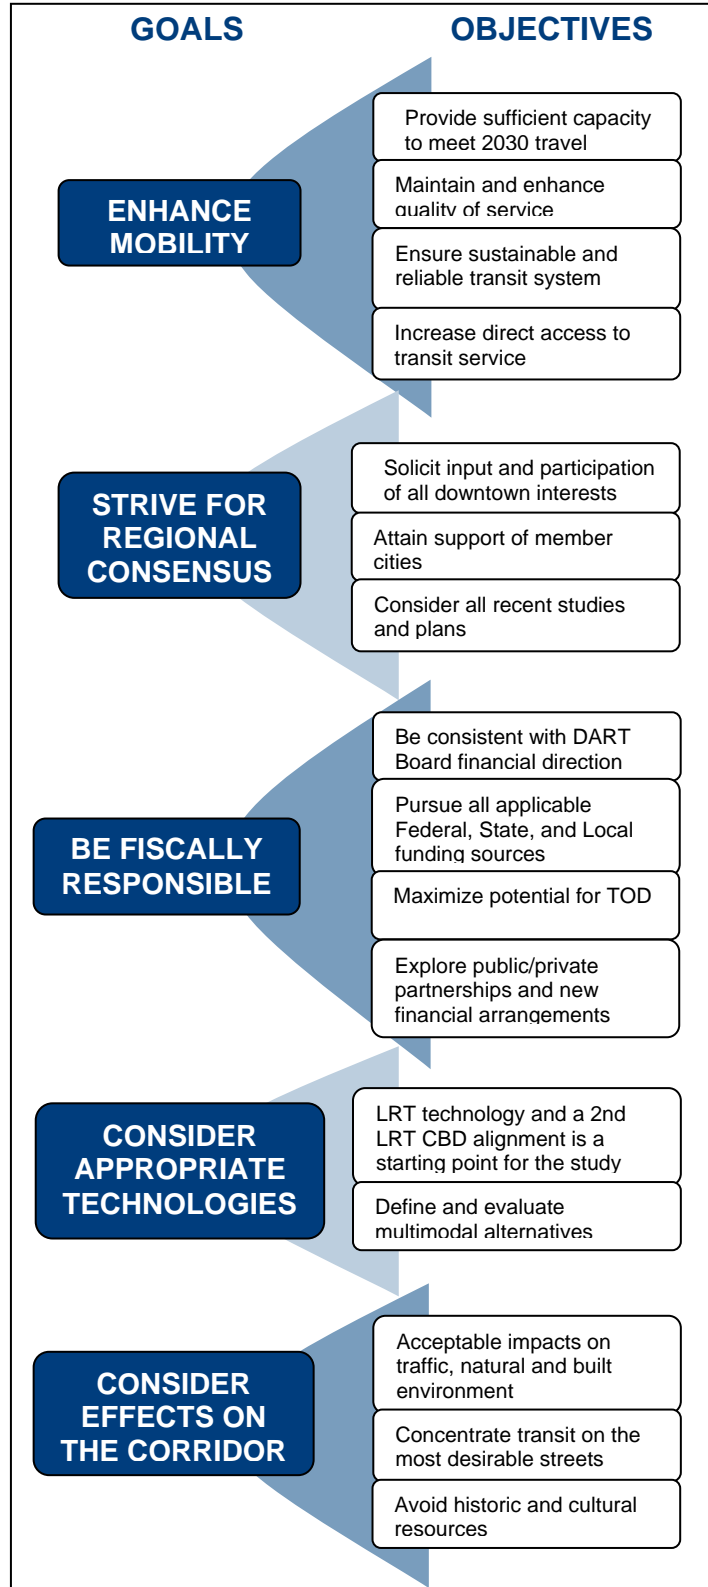 GOALS
OBJECTIVES
ENHANCE
MOBILITY
Provide sufficient capacity
to meet 2030 travel
Maintain and enhance
quality of service
Ensure sustainable and
reliable transit system
Increase direct access to
transit service
STRIVE FOR
REGIONAL
CONSENSUS
Solicit input and participation
of all downtown interests
Attain support of member
cities
Consider all recent studies
and plans
BE FISCALLY
RESPONSIBLE
Be consistent with DART
Board financial direction
Pursue all applicable
Federal, State, and Local
funding sources
Maximize potential for TOD
Explore public/private
partnerships and new
financial arrangements
CONSIDER
APPROPRIATE
TECHNOLOGIES
LRT technology and a 2nd
LRT CBD alignment is a
starting point for the study
Define and evaluate
multimodal alternatives
CONSIDER
EFFECTS ON
THE CORRIDOR
Acceptable impacts on
traffic, natural and built
environment
Concentrate transit on the
most desirable streets
Avoid historic and cultural
resources